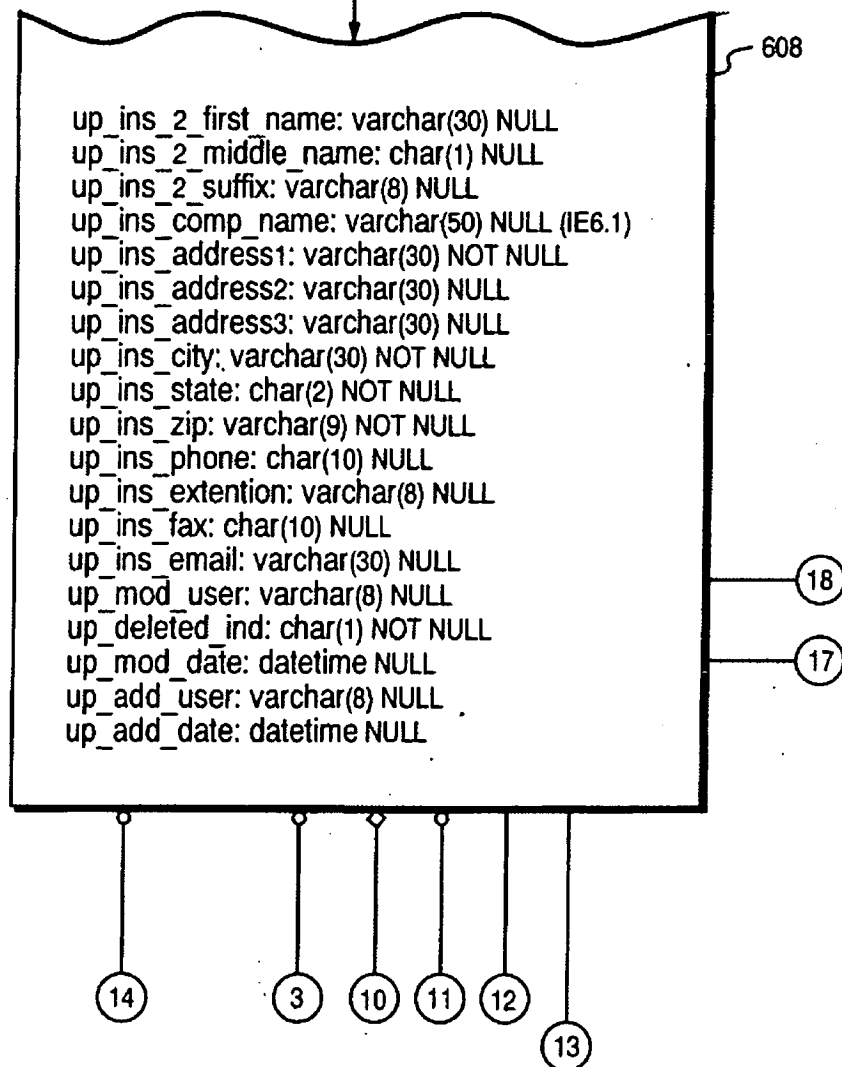 608
up_ins_2_first_name: varchar(30) NULL
up_ins_2_middle_name: char(1) NULL
up_ins_2_suffix: varchar(8) NULL
up_ins_comp_name: varchar(50) NULL (IE6.1)
up_ins_address1: varchar(30) NOT NULL
up_ins_address2: varchar(30) NULL
up_ins_address3: varchar(30) NULL
up_ins_city: varchar(30) NOT NULL
up_ins_state: char(2) NOT NULL
up_ins_zip: varchar(9) NOT NULL
up_ins_phone: char(10) NULL
up_ins_extention: varchar(8) NULL
up_ins_fax: char(10) NULL
up_ins_email: varchar(30) NULL
up_mod_user: varchar(8) NULL
up_deleted_ind: char(1) NOT NULL
up_mod_date: datetime NULL
up_add_user: varchar(8) NULL
up_add_date: datetime NULL
18
17
14
3
10
11
12
13